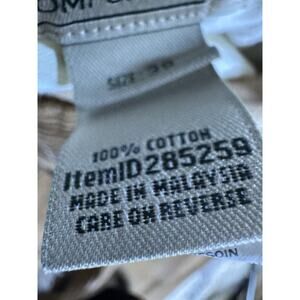 100% COTTON
ItemID285259
MADE IN MALAYSIA
CARE ON REVERSE